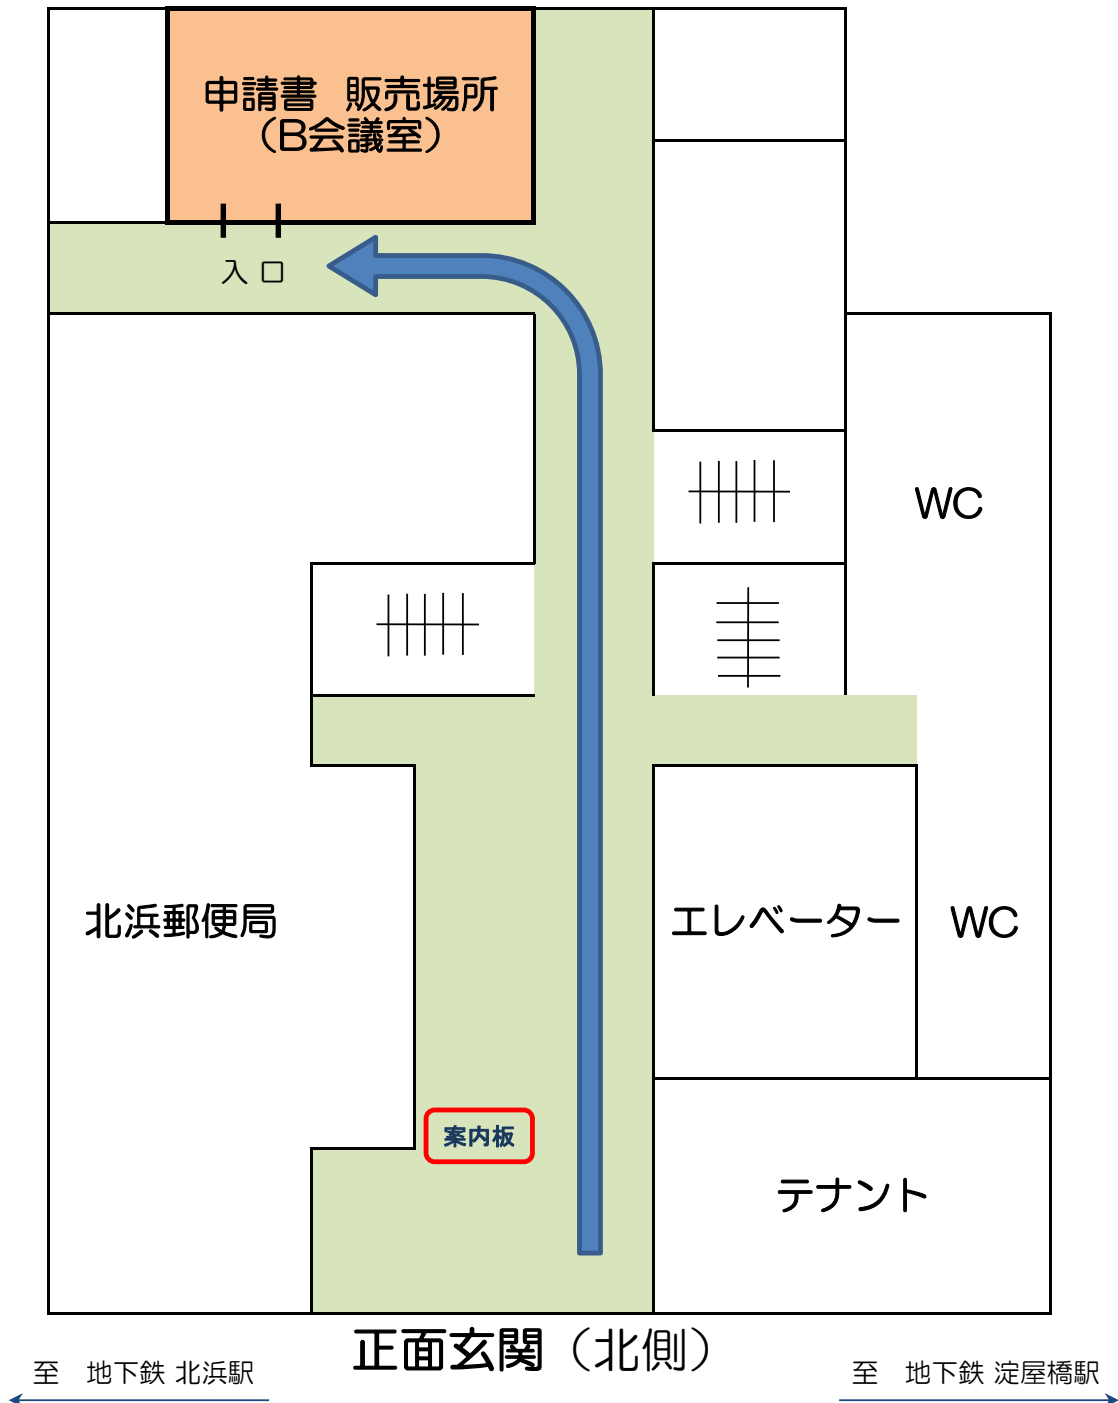 申請書　販売場所
（B会議室）
入 口
WC
北浜郵便局
エレベーター
WC
案内板
テナント
正面玄関（北側）
至　地下鉄 北浜駅
至　地下鉄 淀屋橋駅